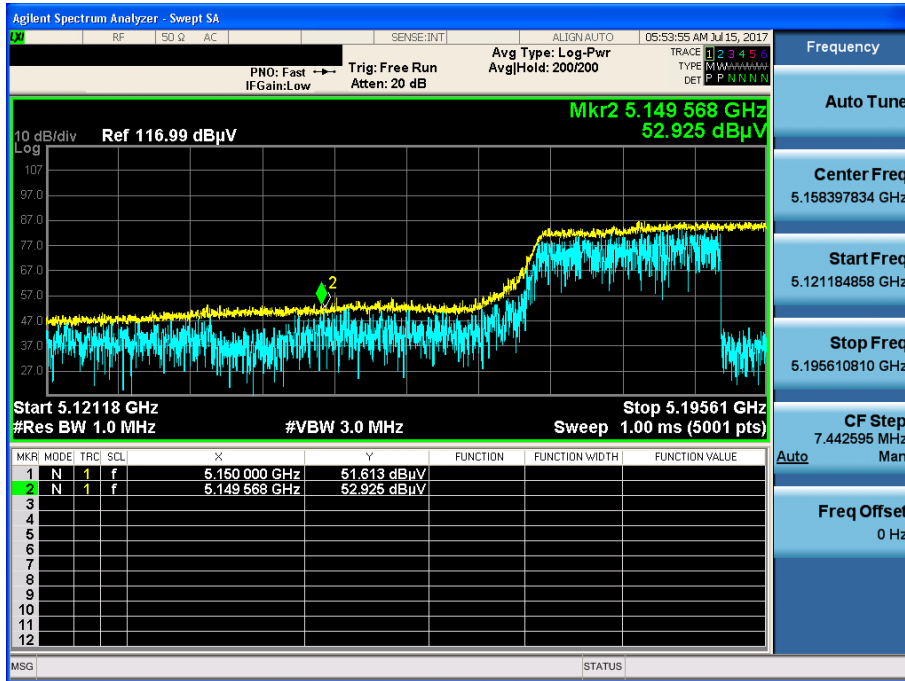 Agilent Spectrum Analyzer - Swept SA
LXI RF 50 Ω AC SENSE:INT ALIGN AUTO 05:53:55 AM Jul 15, 2017
PNO: Fast Trig: Free Run Avg Type: Log-Pwr TRACE 1 2 3 4 5 6
IFGain:Low Atten: 20 dB Avg|Hold: 200/200 TYPE M W
DET P P N N N N
Mkr2 5.149 568 GHz
52.925 dBµV
10 dB/div Ref 116.99 dBµV
Log
107
97.0
87.0
77.0
67.0
57.0
47.0
37.0
27.0
2
Start 5.12118 GHz Stop 5.19561 GHz
#Res BW 1.0 MHz #VBW 3.0 MHz Sweep 1.00 ms (5001 pts)
MKR MODE TRC SCL X Y FUNCTION FUNCTION WIDTH FUNCTION VALUE
1 N 1 f 5.150 000 GHz 51.613 dBµV
2 N 1 f 5.149 568 GHz 52.925 dBµV
3
4
5
6
7
8
9
10
11
12
MSG STATUS
Frequency
Auto Tune
Center Freq
5.158397834 GHz
Start Freq
5.121184858 GHz
Stop Freq
5.195610810 GHz
CF Step
7.442595 MHz
Auto Man
Freq Offset
0 Hz